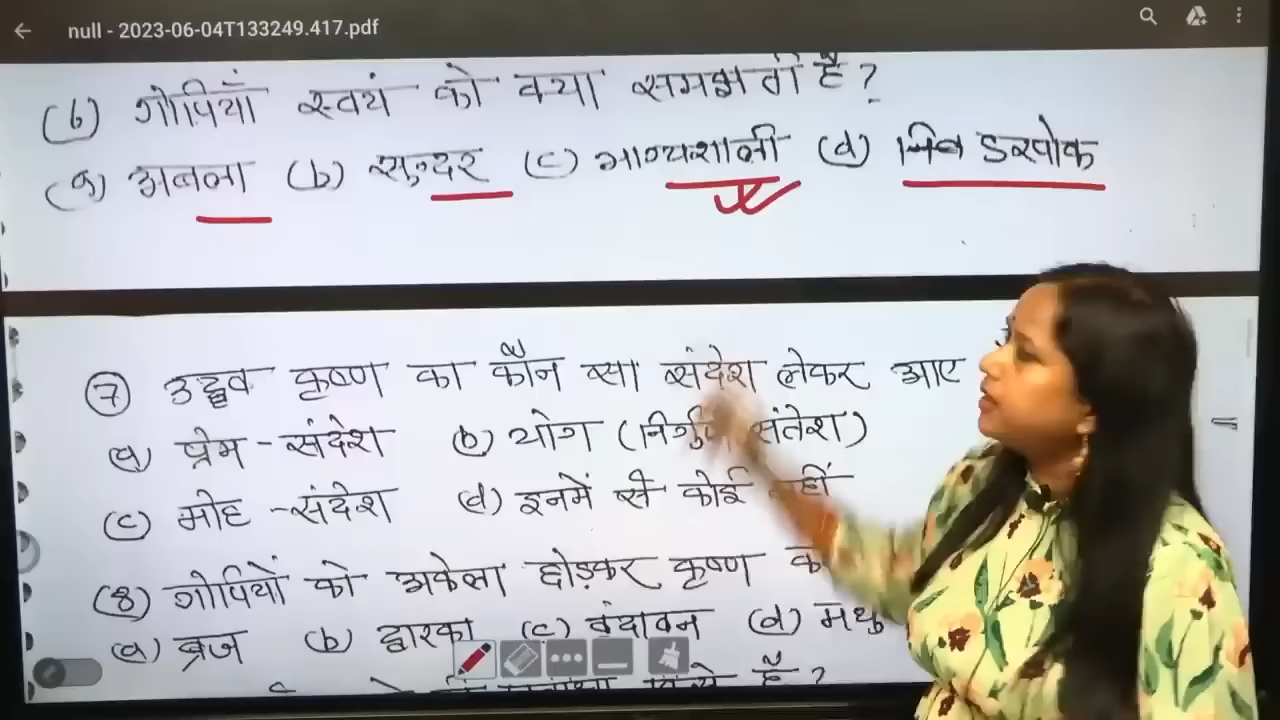 null - 2023-06-04T133249.417.pdf
(6) गोपियाँ स्वयं को क्या समझती है ?
(a) अबला (b) सुन्दर (c) भाग्यशाली (d) डरपोक
(7) उद्धव कृष्ण का कौन सा संदेश लेकर आए
(a) प्रेम - संदेश (b) योग (निर्गुण संतेश)
(c) मोह - संदेश (d) इनमें से कोई नहीं
(8) गोपियों को अकेला छोड़कर कृष्ण
(a) ब्रज (b) द्वारका (c) वृंदावन (d)
है ?